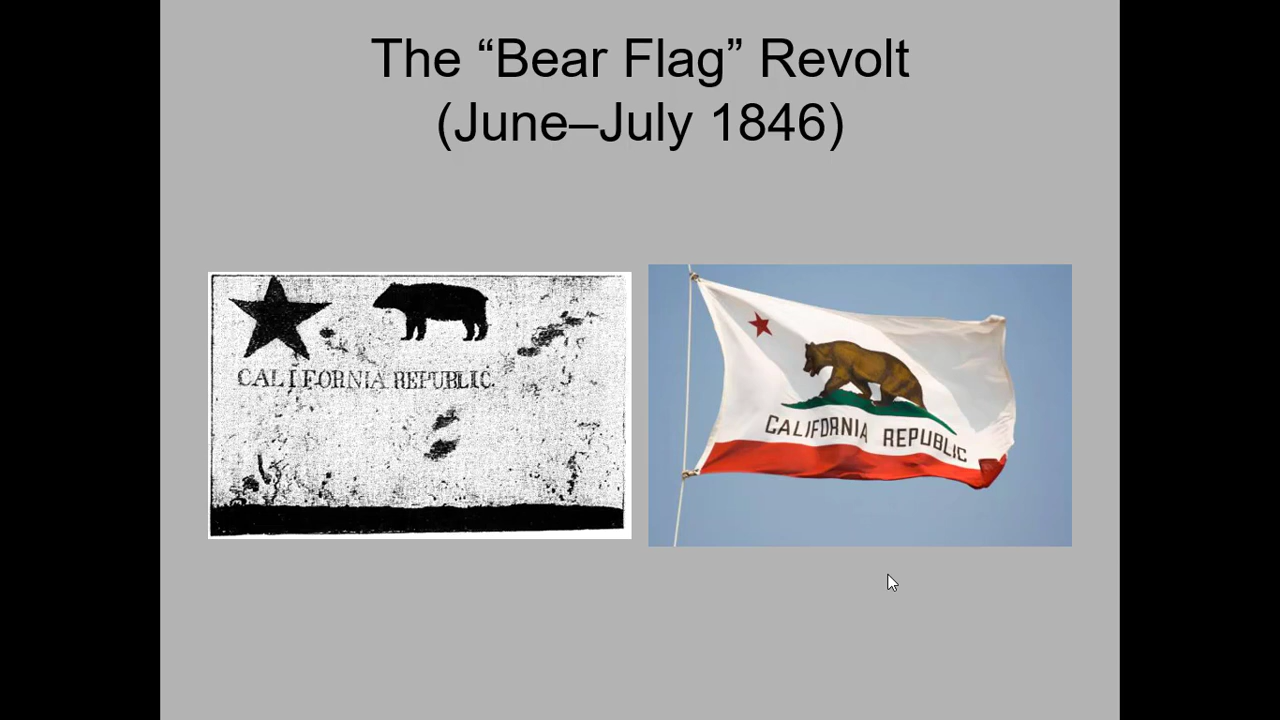 The “Bear Flag” Revolt
(June–July 1846)
CALIFORNIA REPUBLIC.
CALIFORNIA REPUBLIC